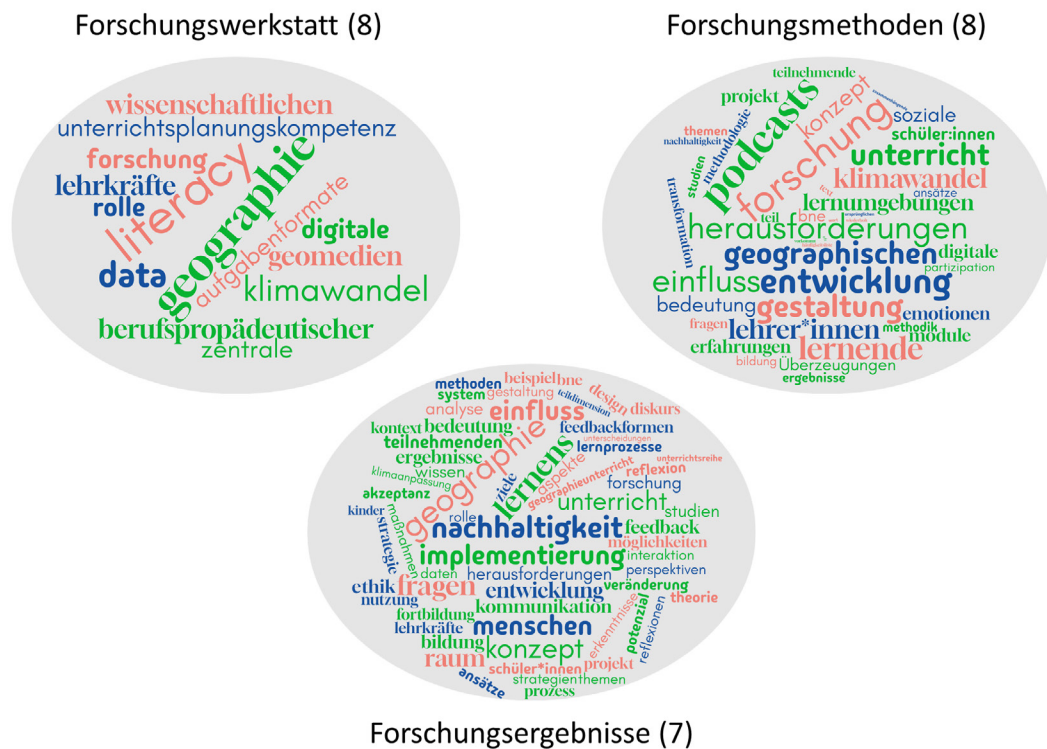 Forschungswerkstatt (8)
wissenschaftlichen
unterrichtsplanungskompetenz
forschung
literacy
lehrkräfte
rolle
geographie
aufgabenformate
digitale
data
geomedien
klimawandel
berufspropädeutischer
zentrale
Forschungsmethoden (8)
teilnehmende
projekt
podcasts
konzept
forschung
soziale
themen
methodologie
nachhaltigkeit
schüler:innen
studien
unterricht
klimawandel
transformation
ansätze
lernumgebungen
teil
bne
herausforderungen
geographischen
digitale
partizipation
einfluss
entwicklung
bedeutung
gestaltung
emotionen
fragen
lehrer*innen
methodik
module
erfahrungen
lernende
bildung
Überzeugungen
ergebnisse
methoden
beispiel
bne
system
gestaltung
teildimension
design
diskurs
analyse
einfluss
kontext
bedeutung
feedbackformen
teilnehmenden
geographie
lernens
unterscheidungen
lernprozesse
ergebnisse
aspekte
unterrichtsreihe
wissen
ziele
geographieunterricht
reflexion
klimaanpassung
forschung
akzeptanz
unterricht
studien
kinder
maßnahmen
rolle
nachhaltigkeit
feedback
strategie
möglichkeiten
implementierung
interaktion
daten
herausforderungen
perspektiven
ethik
fragen
entwicklung
veränderung
nutzung
theorie
kommunikation
fortbildung
erkenntnisse
potenzial
reflexionen
lehrkräfte
menschen
bildung
konzept
raum
schüler*innen
projekt
ansätze
strategien
themen
prozess
Forschungsergebnisse (7)